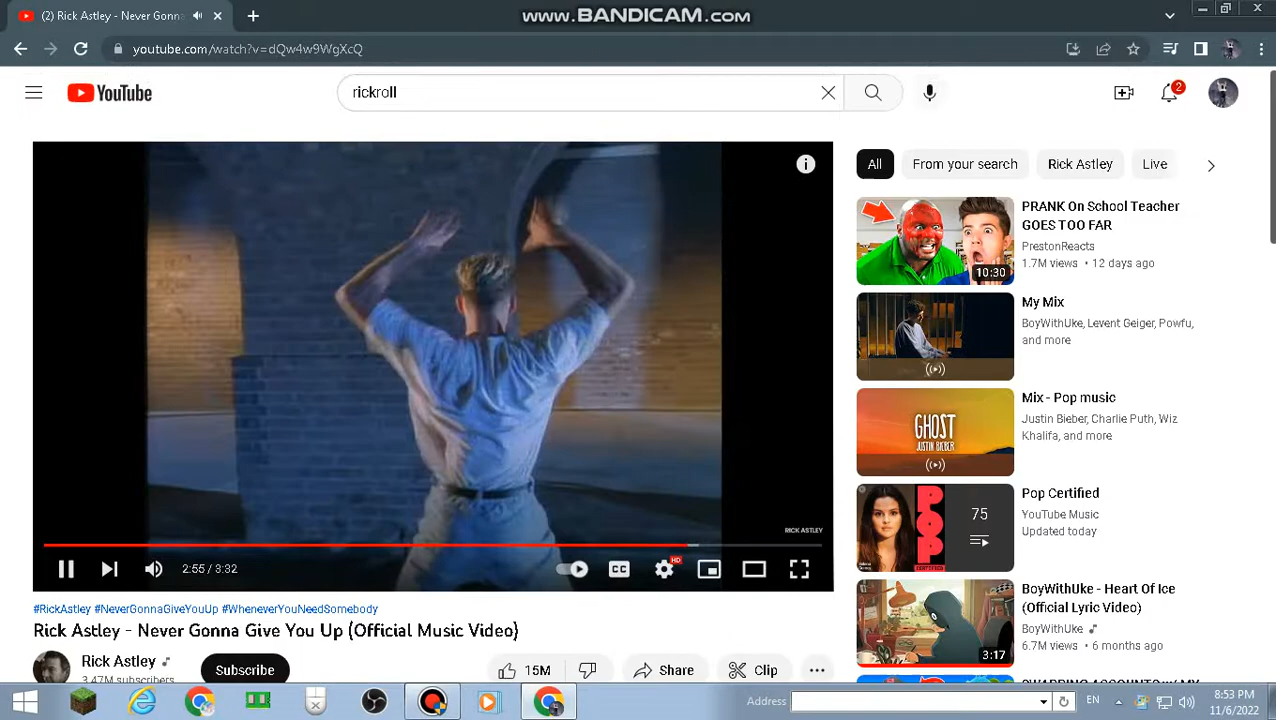 (2) Rick Astley - Never Gonna
WWW.BANDICAM.COM
youtube.com/watch?v=dQw4w9WgXcQ
YouTube
rickroll
2
All
From your search
Rick Astley
Live
PRANK On School Teacher
GOES TOO FAR
PrestonReacts
1.7M views • 12 days ago
10:30
My Mix
BoyWithUke, Levent Geiger, Powfu,
and more
Mix - Pop music
Justin Bieber, Charlie Puth, Wiz
Khalifa, and more
GHOST
JUSTIN BIEBER
Pop Certified
YouTube Music
Updated today
POP
75
BoyWithUke - Heart Of Ice
(Official Lyric Video)
BoyWithUke
6.7M views • 6 months ago
3:17
RICK ASTLEY
2:55 / 3:32
CC
HD
#RickAstley #NeverGonnaGiveYouUp #WheneverYouNeedSomebody
Rick Astley - Never Gonna Give You Up (Official Music Video)
Rick Astley
3.47M subscribers
Subscribe
15M
Share
Clip
Address
EN
8:53 PM
11/6/2022